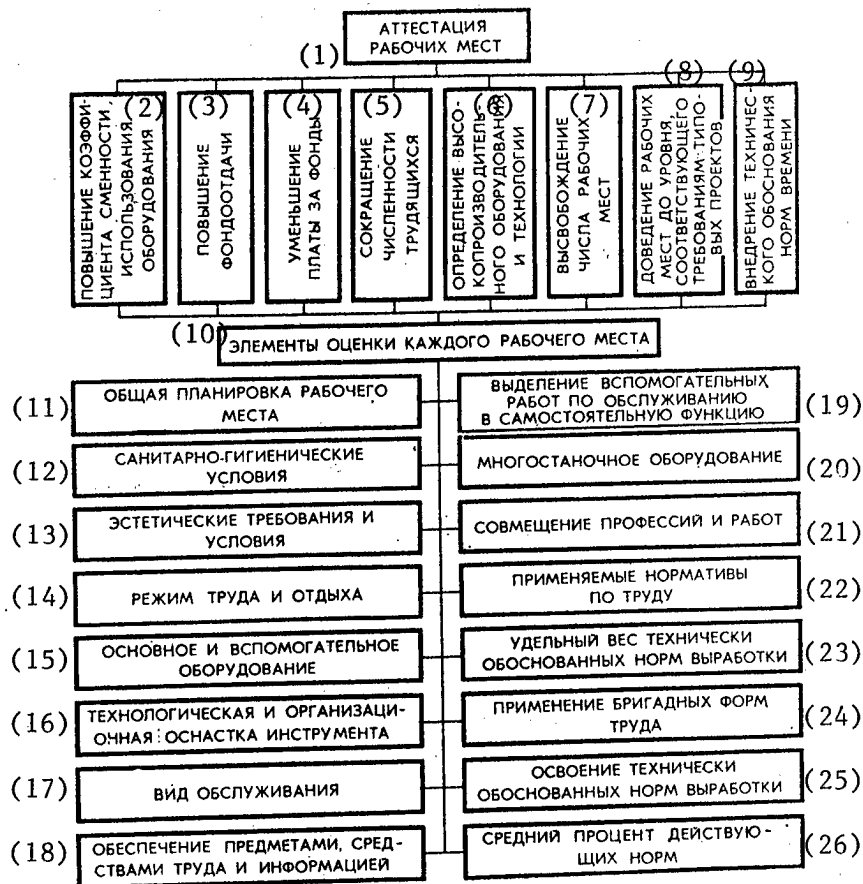 (1)
АТТЕСТАЦИЯ
РАБОЧИХ МЕСТ
(2)
ПОВЫШЕНИЕ КОЭФФИ-
ЦИЕНТА СМЕННОСТИ,
ИСПОЛЬЗОВАНИЯ
ОБОРУДОВАНИЯ
(3)
ПОВЫШЕНИЕ
ФОНДООТДАЧИ
(4)
УМЕНЬШЕНИЕ
ПЛАТЫ ЗА ФОНДЫ
(5)
СОКРАЩЕНИЕ
ЧИСЛЕННОСТИ
ТРУДЯЩИХСЯ
(6)
ОПРЕДЕЛЕНИЕ ВЫСО-
КОПРОИЗВОДИТЕЛЬ-
НОГО ОБОРУДОВАНИЯ
И ТЕХНОЛОГИИ
(7)
ВЫСВОБОЖДЕНИЕ
ЧИСЛА РАБОЧИХ
МЕСТ
(8)
ДОВЕДЕНИЕ РАБОЧИХ
МЕСТ ДО УРОВНЯ,
СООТВЕТСТВУЮЩЕГО
ТРЕБОВАНИЯМ ТИПО-
ВЫХ ПРОЕКТОВ
(9)
ВНЕДРЕНИЕ ТЕХНИЧЕС-
КОГО ОБОСНОВАНИЯ
НОРМ ВРЕМЕНИ
(10)
ЭЛЕМЕНТЫ ОЦЕНКИ КАЖДОГО РАБОЧЕГО МЕСТА
(11)
ОБЩАЯ ПЛАНИРОВКА РАБОЧЕГО
МЕСТА
(12)
САНИТАРНО-ГИГИЕНИЧЕСКИЕ
УСЛОВИЯ
(13)
ЭСТЕТИЧЕСКИЕ ТРЕБОВАНИЯ И
УСЛОВИЯ
(14)
РЕЖИМ ТРУДА И ОТДЫХА
(15)
ОСНОВНОЕ И ВСПОМОГАТЕЛЬНОЕ
ОБОРУДОВАНИЕ
(16)
ТЕХНОЛОГИЧЕСКАЯ И ОРГАНИЗАЦИ-
ОННАЯ ОСНАСТКА ИНСТРУМЕНТА
(17)
ВИД ОБСЛУЖИВАНИЯ
(18)
ОБЕСПЕЧЕНИЕ ПРЕДМЕТАМИ, СРЕД-
СТВАМИ ТРУДА И ИНФОРМАЦИЕЙ
ВЫДЕЛЕНИЕ ВСПОМОГАТЕЛЬНЫХ
РАБОТ ПО ОБСЛУЖИВАНИЮ
В САМОСТОЯТЕЛЬНУЮ ФУНКЦИЮ
(19)
МНОГОСТАНОЧНОЕ ОБОРУДОВАНИЕ
(20)
СОВМЕЩЕНИЕ ПРОФЕССИЙ И РАБОТ
(21)
ПРИМЕНЯЕМЫЕ НОРМАТИВЫ
ПО ТРУДУ
(22)
УДЕЛЬНЫЙ ВЕС ТЕХНИЧЕСКИ
ОБОСНОВАННЫХ НОРМ ВЫРАБОТКИ
(23)
ПРИМЕНЕНИЕ БРИГАДНЫХ ФОРМ
ТРУДА
(24)
ОСВОЕНИЕ ТЕХНИЧЕСКИ
ОБОСНОВАННЫХ НОРМ ВЫРАБОТКИ
(25)
СРЕДНИЙ ПРОЦЕНТ ДЕЙСТВУЮ-
ЩИХ НОРМ
(26)